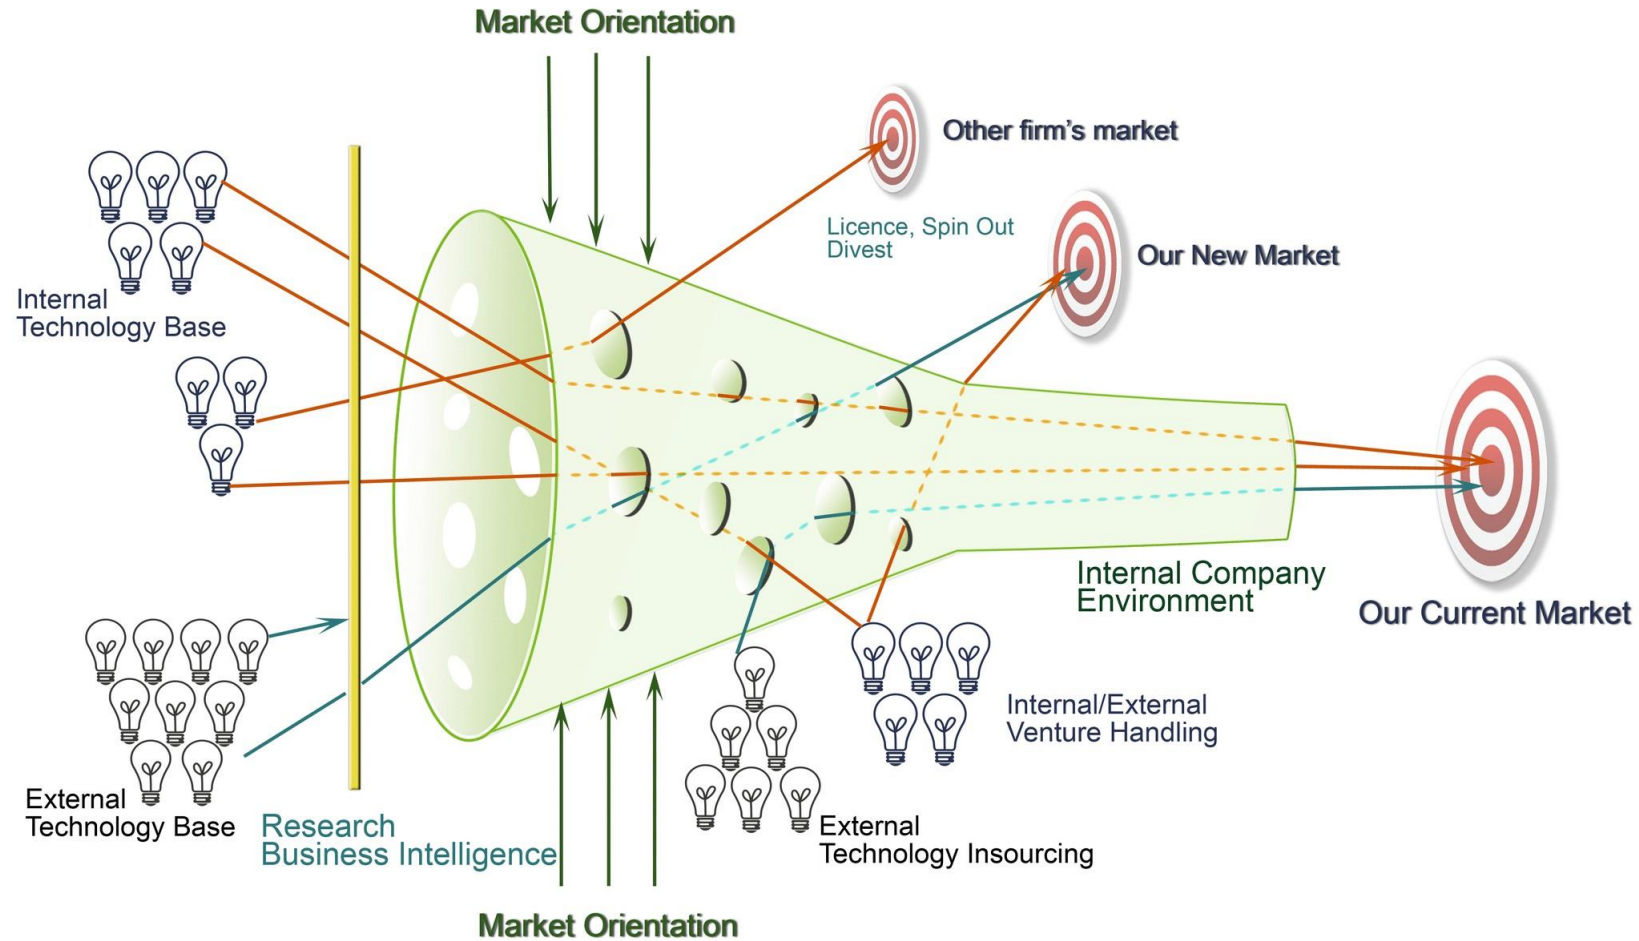 Market Orientation
Other firm's market
Licence, Spin Out
Divest
Our New Market
Internal
Technology Base
Internal Company
Environment
Our Current Market
Internal/External
Venture Handling
External
Technology Base
Research
Business Intelligence
External
Technology Insourcing
Market Orientation